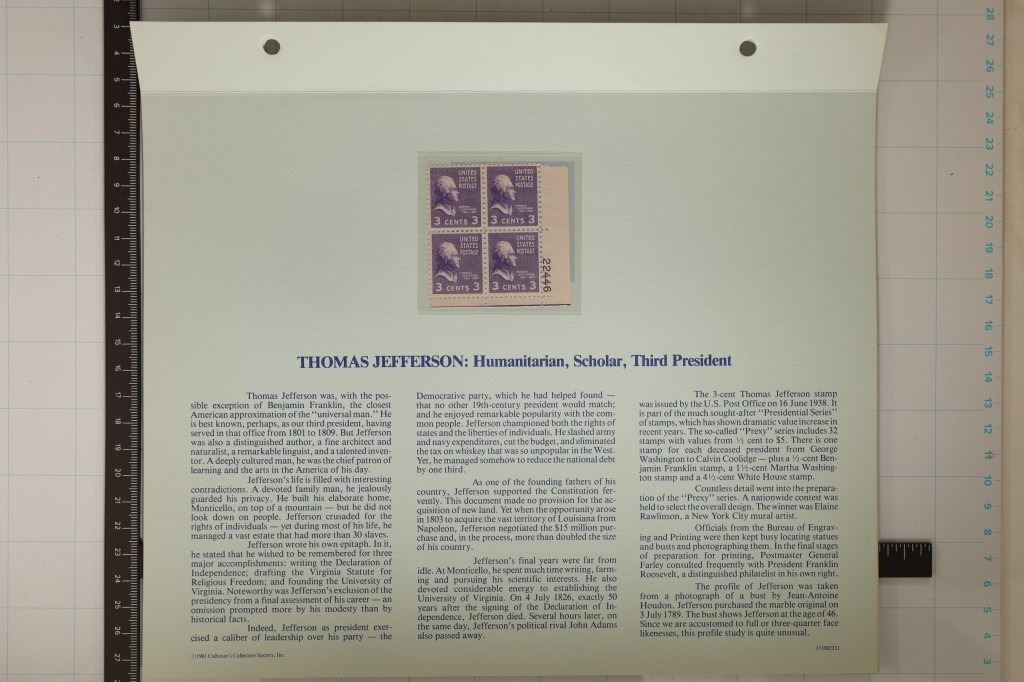 UNITED
STATES
POSTAGE
3 CENTS 3
UNITED
STATES
POSTAGE
3 CENTS 3
UNITED
STATES
POSTAGE
3 CENTS 3
UNITED
STATES
POSTAGE
3 CENTS 3
22446
THOMAS JEFFERSON: Humanitarian, Scholar, Third President
Thomas Jefferson was, with the pos-
sible exception of Benjamin Franklin, the closest
American approximation of the "universal man." He
is best known, perhaps, as our third president, having
served in that office from 1801 to 1809. But Jefferson
was also a distinguished author, a fine architect and
naturalist, a remarkable linguist, and a talented inven-
tor. A deeply cultured man, he was the chief patron of
learning and the arts in the America of his day.
Jefferson's life is filled with interesting
contradictions. A devoted family man, he jealously
guarded his privacy. He built his elaborate home,
Monticello, on top of a mountain — but he did not
look down on people. Jefferson crusaded for the
rights of individuals — yet during most of his life, he
managed a vast estate that had more than 30 slaves.
Jefferson wrote his own epitaph. In it,
he stated that he wished to be remembered for three
major accomplishments: writing the Declaration of
Independence; drafting the Virginia Statute for
Religious Freedom; and founding the University of
Virginia. Noteworthy was Jefferson's exclusion of the
presidency from a final assessment of his career — an
omission prompted more by his modesty than by
historical facts.
Indeed, Jefferson as president exer-
cised a caliber of leadership over his party — the
Democratic party, which he had helped found —
that no other 19th-century president would match;
and he enjoyed remarkable popularity with the com-
mon people. Jefferson championed both the rights of
states and the liberties of individuals. He slashed army
and navy expenditures, cut the budget, and eliminated
the tax on whiskey that was so unpopular in the West.
Yet, he managed somehow to reduce the national debt
by one third.
As one of the founding fathers of his
country, Jefferson supported the Constitution fer-
vently. This document made no provision for the ac-
quisition of new land. Yet when the opportunity arose
in 1803 to acquire the vast territory of Louisiana from
Napoleon, Jefferson negotiated the $15 million pur-
chase and, in the process, more than doubled the size
of his country.
Jefferson's final years were far from
idle. At Monticello, he spent much time writing, farm-
ing and pursuing his scientific interests. He also
devoted considerable energy to establishing the
University of Virginia. On 4 July 1826, exactly 50
years after the signing of the Declaration of In-
dependence, Jefferson died. Several hours later, on
the same day, Jefferson's political rival John Adams
also passed away.
The 3-cent Thomas Jefferson stamp
was issued by the U.S. Post Office on 16 June 1938. It
is part of the much sought-after "Presidential Series"
of stamps, which has shown dramatic value increase in
recent years. The so-called "Prexy" series includes 32
stamps with values from ½ cent to $5. There is one
stamp for each deceased president from George
Washington to Calvin Coolidge — plus a ½-cent Ben-
jamin Franklin stamp, a 1½-cent Martha Washing-
ton stamp and a 4½-cent White House stamp.
Countless detail went into the prepara-
tion of the "Prexy" series. A nationwide contest was
held to select the overall design. The winner was Elaine
Rawlinson, a New York City mural artist.
Officials from the Bureau of Engrav-
ing and Printing were then kept busy locating statues
and busts and photographing them. In the final stages
of preparation for printing, Postmaster General
Farley consulted frequently with President Franklin
Roosevelt, a distinguished philatelist in his own right.
The profile of Jefferson was taken
from a photograph of a bust by Jean-Antoine
Houdon. Jefferson purchased the marble original on
3 July 1789. The bust shows Jefferson at the age of 46.
Since we are accustomed to full or three-quarter face
likenesses, this profile study is quite unusual.
©1981 Calhoun's Collectors Society, Inc.